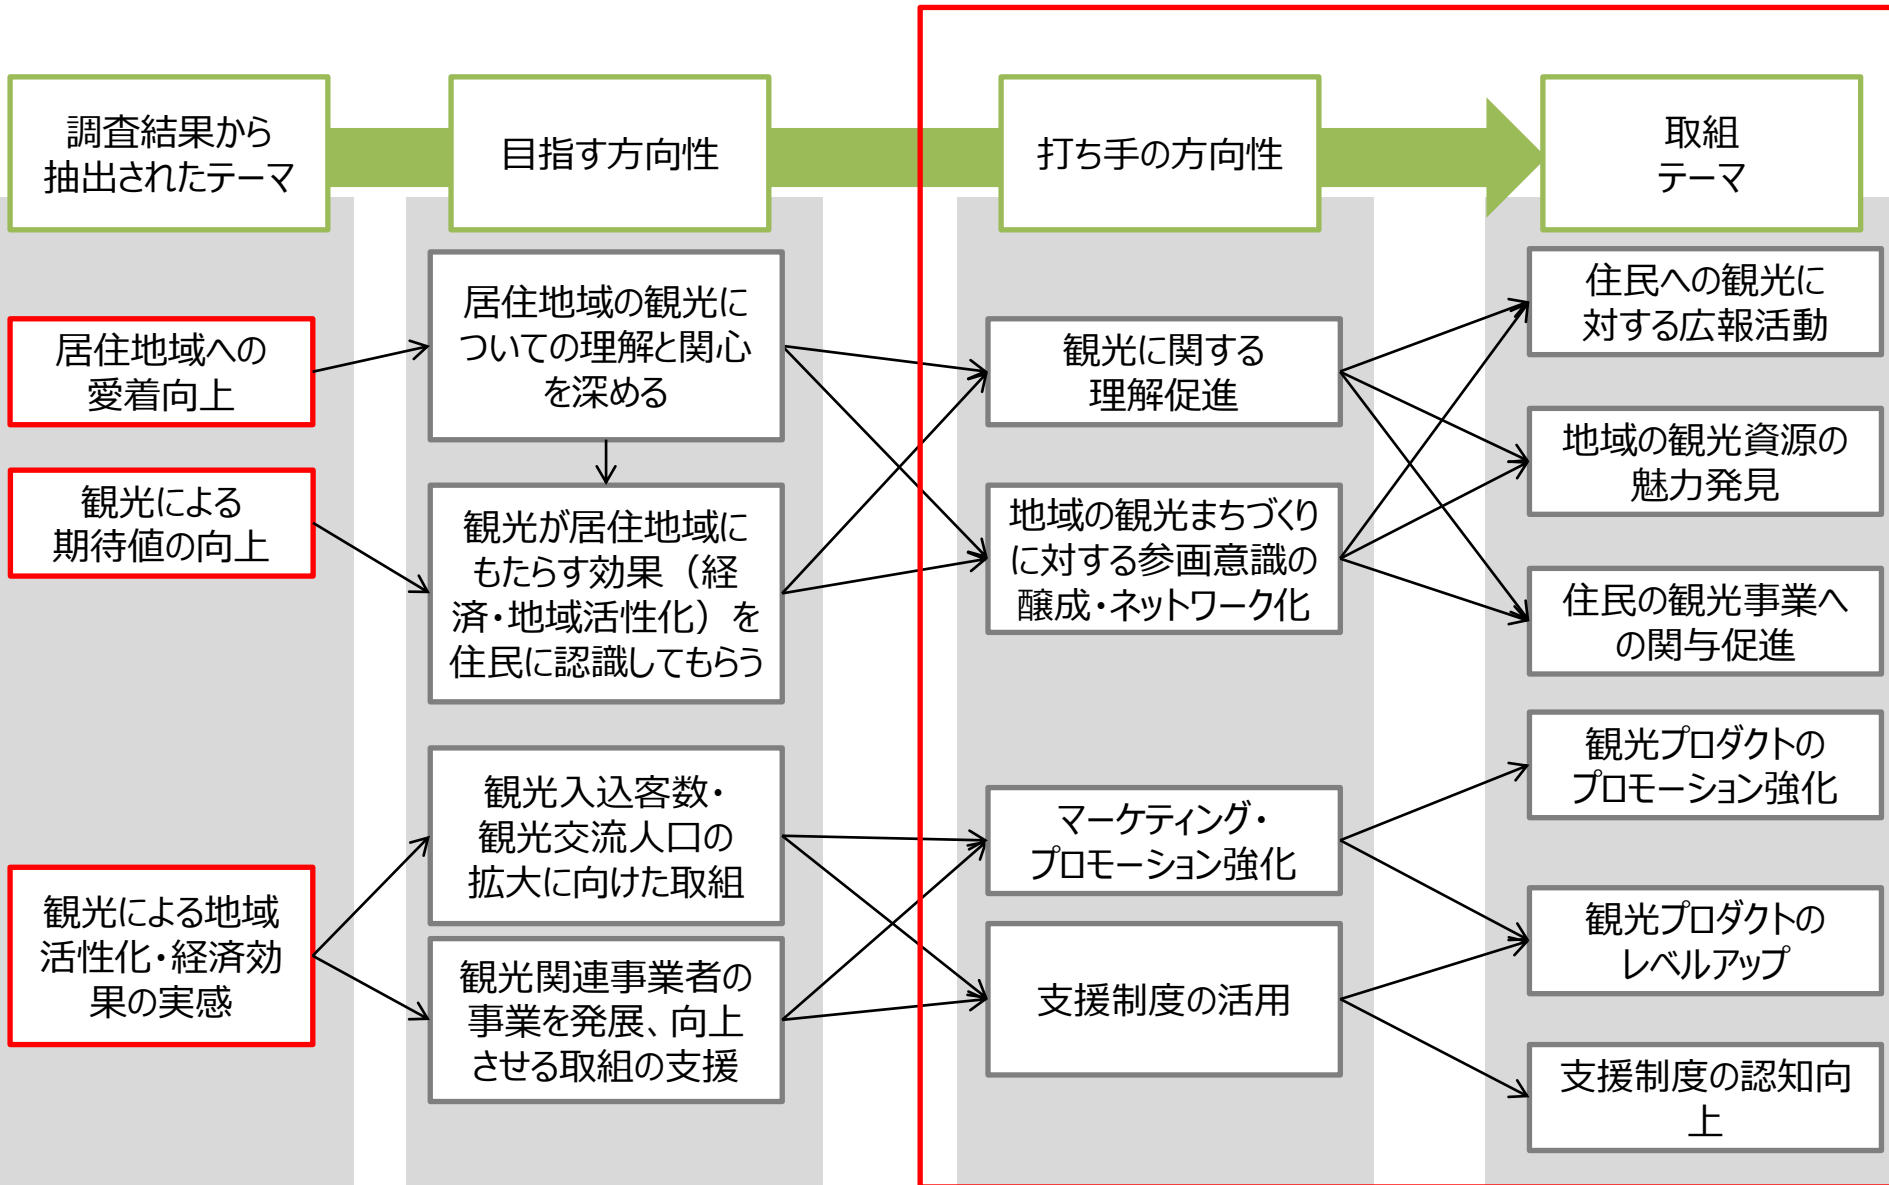 調査結果から
抽出されたテーマ
目指す方向性
打ち手の方向性
取組
テーマ
居住地域への
愛着向上
観光による
期待値の向上
観光による地域
活性化・経済効
果の実感
居住地域の観光に
ついての理解と関心
を深める
観光が居住地域に
もたらす効果（経
済・地域活性化）を
住民に認識してもらう
観光入込客数・
観光交流人口の
拡大に向けた取組
観光関連事業者の
事業を発展、向上
させる取組の支援
観光に関する
理解促進
地域の観光まちづくり
に対する参画意識の
醸成・ネットワーク化
マーケティング・
プロモーション強化
支援制度の活用
住民への観光に
対する広報活動
地域の観光資源の
魅力発見
住民の観光事業へ
の関与促進
観光プロダクトの
プロモーション強化
観光プロダクトの
レベルアップ
支援制度の認知向
上